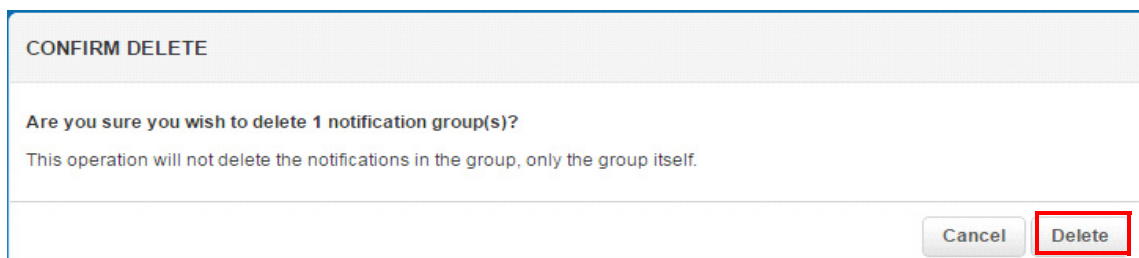 CONFIRM DELETE
Are you sure you wish to delete 1 notification group(s)?
This operation will not delete the notifications in the group, only the group itself.
Cancel Delete